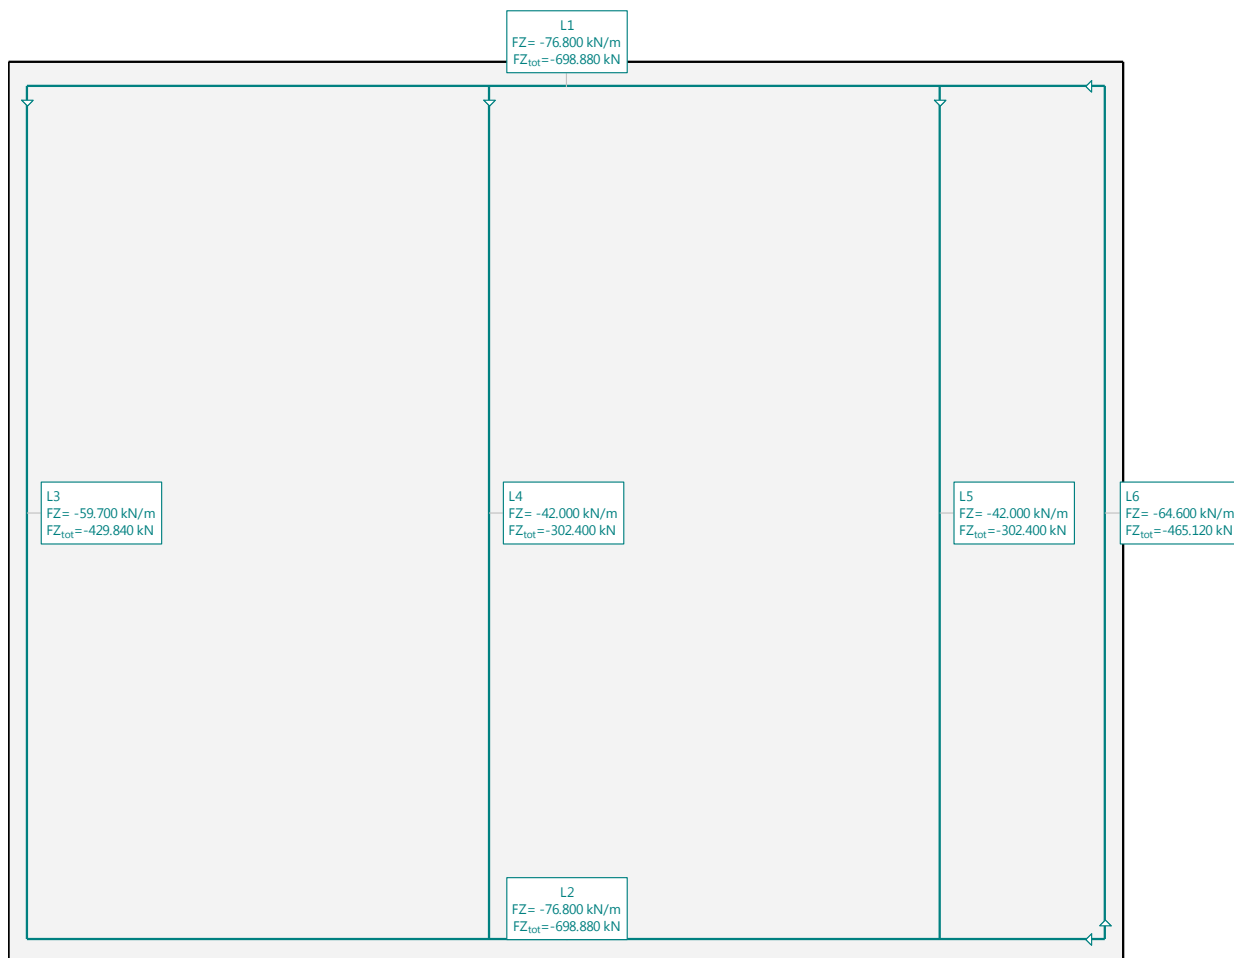 L1
FZ= -76.800 kN/m
FZtot=-698.880 kN
L3
FZ= -59.700 kN/m
FZtot=-429.840 kN
L4
FZ= -42.000 kN/m
FZtot=-302.400 kN
L5
FZ= -42.000 kN/m
FZtot=-302.400 kN
L6
FZ= -64.600 kN/m
FZtot=-465.120 kN
L2
FZ= -76.800 kN/m
FZtot=-698.880 kN